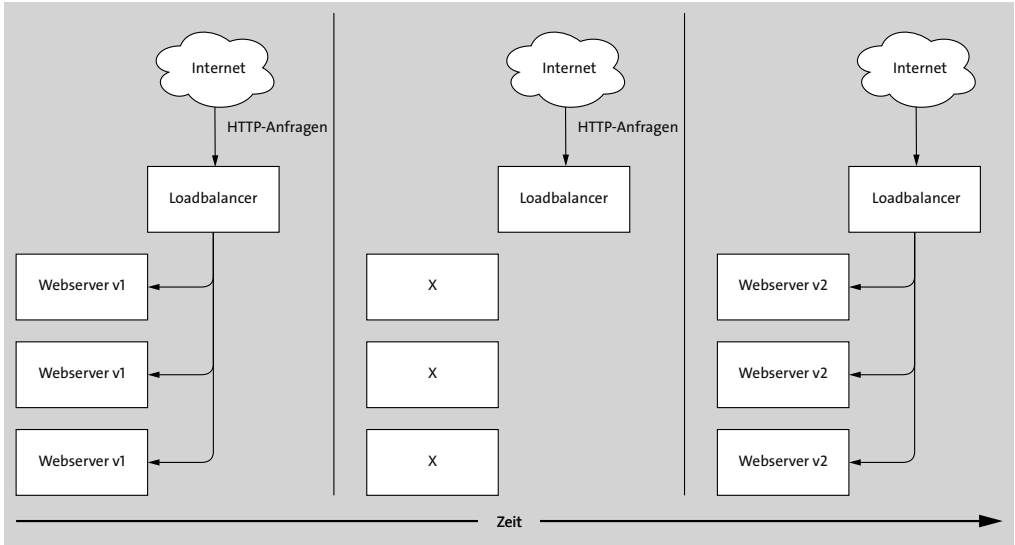 Internet
HTTP-Anfragen
Loadbalancer
Webserver v1
Webserver v1
Webserver v1
Internet
HTTP-Anfragen
Loadbalancer
X
X
X
Internet
Loadbalancer
Webserver v2
Webserver v2
Webserver v2
Zeit